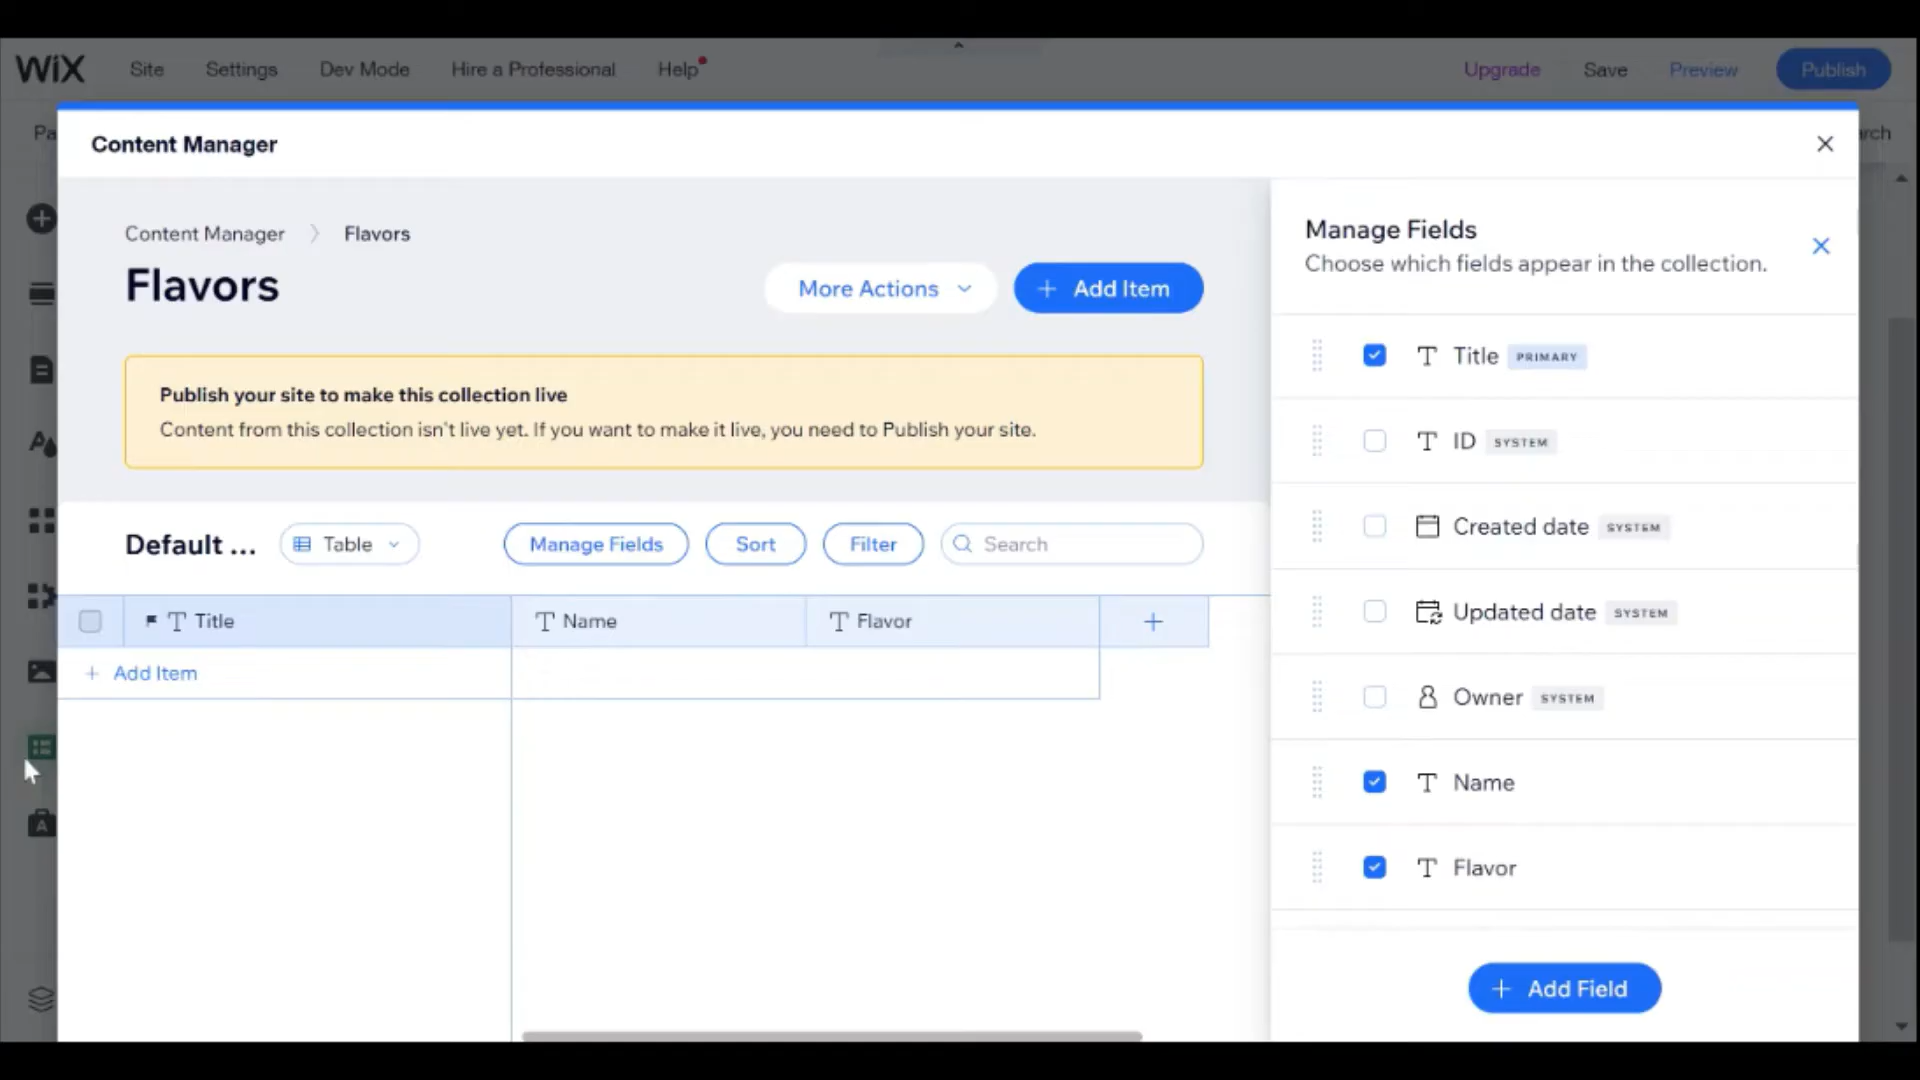 WiX Site Settings Dev Mode Hire a Professional Help Upgrade Save Preview Publish
Pa
rch
Content Manager
Content Manager Flavors
Flavors
More Actions
+ Add Item
Publish your site to make this collection live
Content from this collection isn't live yet. If you want to make it live, you need to Publish your site.
Default ...
Table
Manage Fields
Sort
Filter
Search
Title Name Flavor +
+ Add Item
Manage Fields
Choose which fields appear in the collection.
Title PRIMARY
ID SYSTEM
Created date SYSTEM
Updated date SYSTEM
Owner SYSTEM
Name
Flavor
+ Add Field